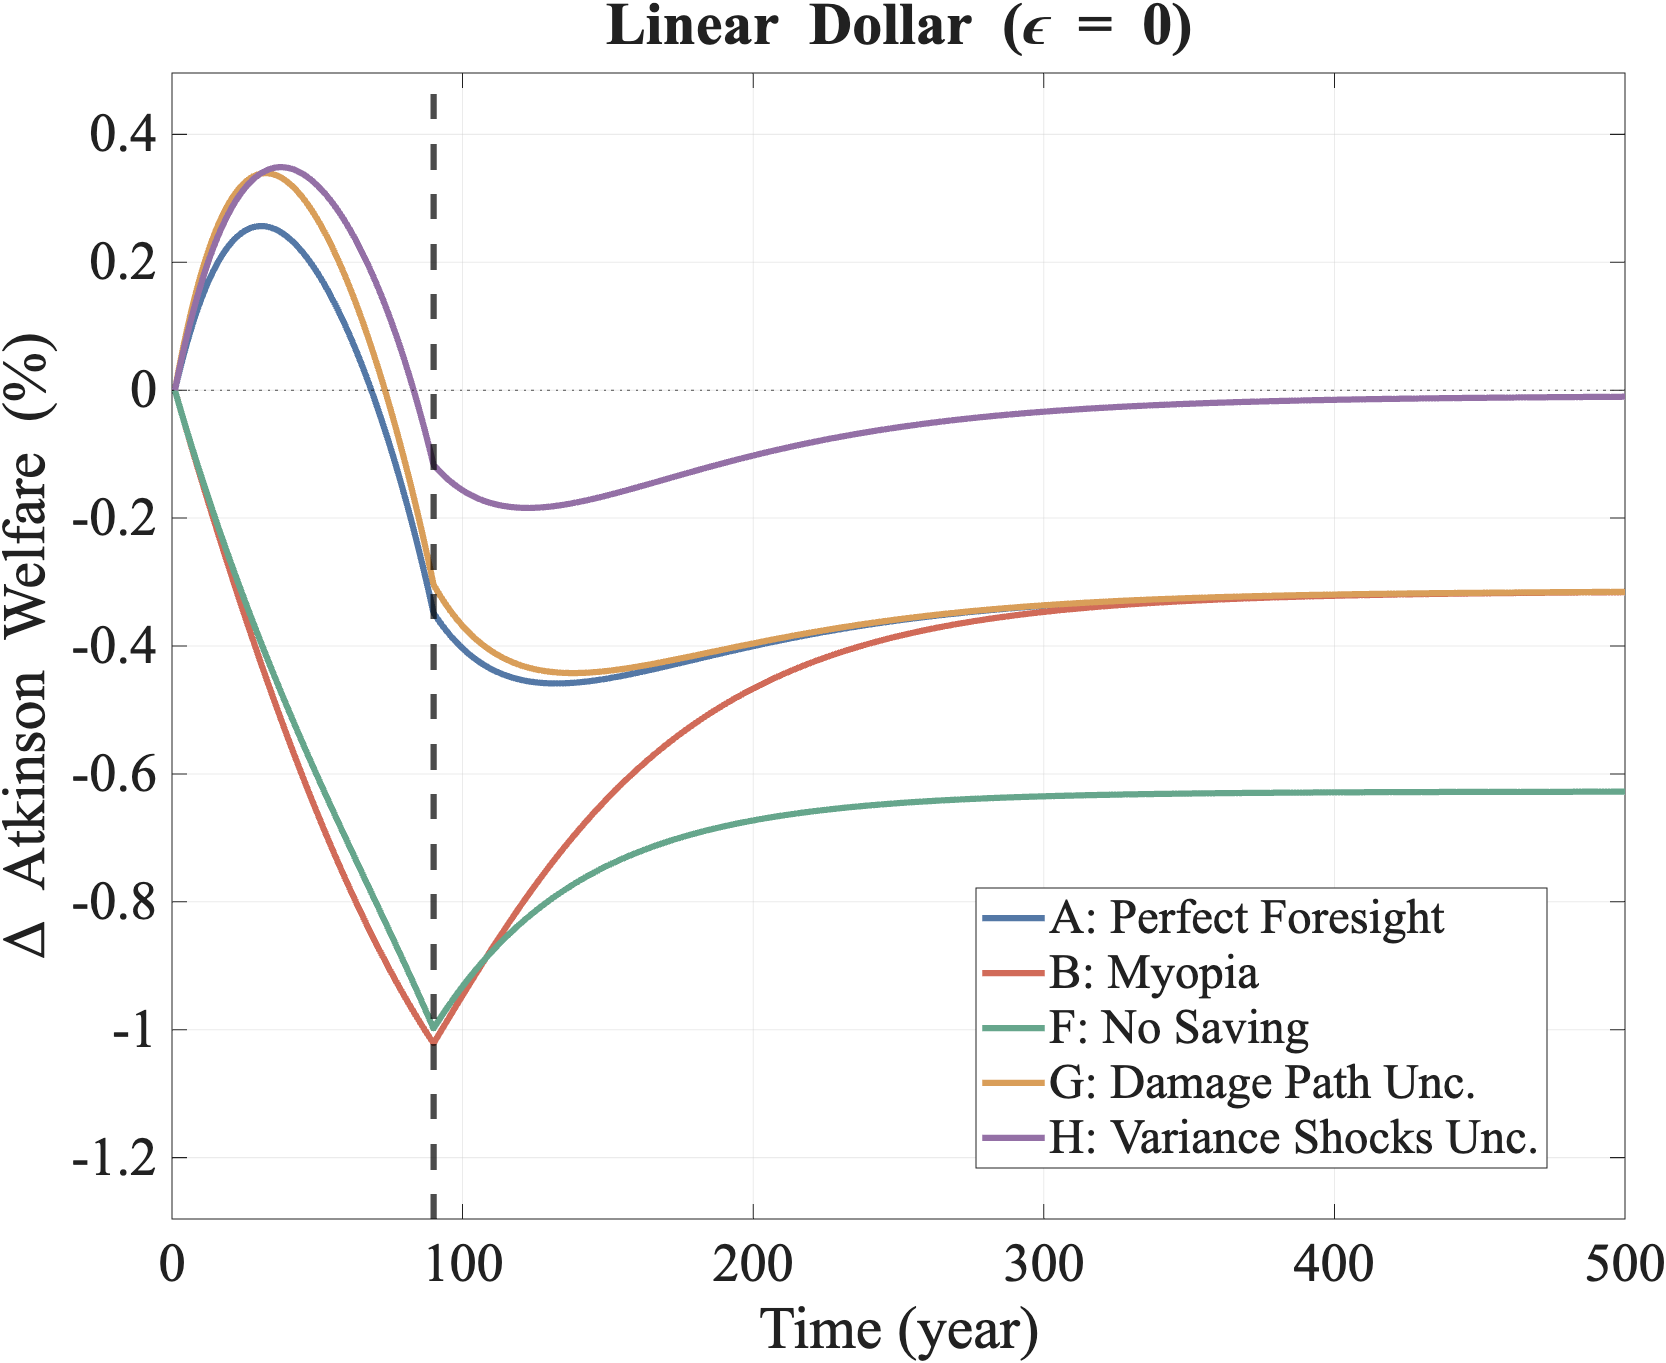 Linear Dollar (ϵ = 0)
Δ Atkinson Welfare (%)
0.4
0.2
0
-0.2
-0.4
-0.6
-0.8
-1
-1.2
A: Perfect Foresight
B: Myopia
F: No Saving
G: Damage Path Unc.
H: Variance Shocks Unc.
0 100 200 300 400 500
Time (year)